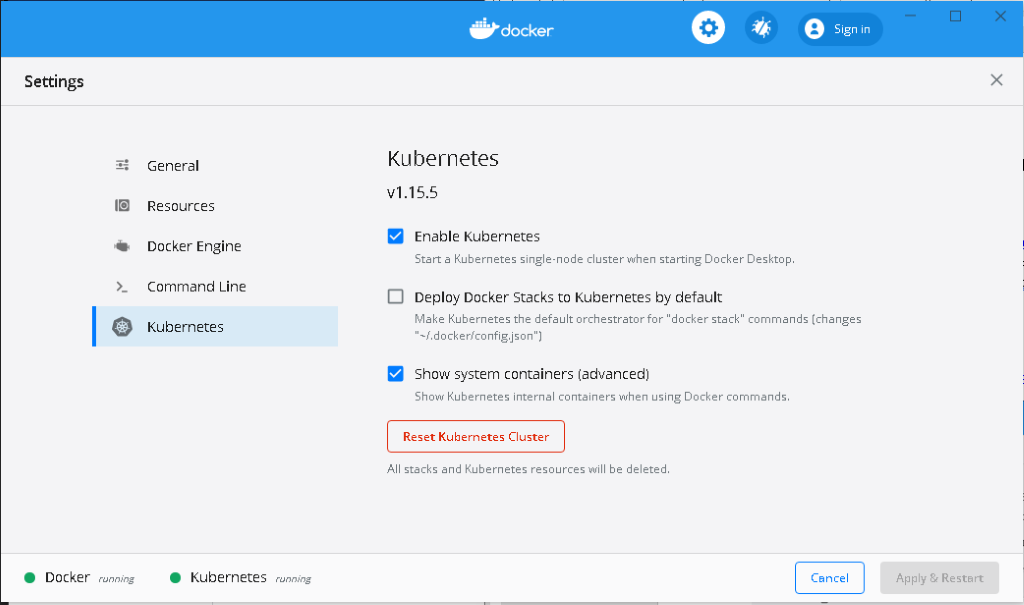 docker
Sign in
Settings
General
Resources
Docker Engine
Command Line
Kubernetes
Kubernetes
v1.15.5
Enable Kubernetes
Start a Kubernetes single-node cluster when starting Docker Desktop.
Deploy Docker Stacks to Kubernetes by default
Make Kubernetes the default orchestrator for "docker stack" commands (changes
"~/.docker/config.json")
Show system containers (advanced)
Show Kubernetes internal containers when using Docker commands.
Reset Kubernetes Cluster
All stacks and Kubernetes resources will be deleted.
Docker running Kubernetes running
Cancel
Apply & Restart